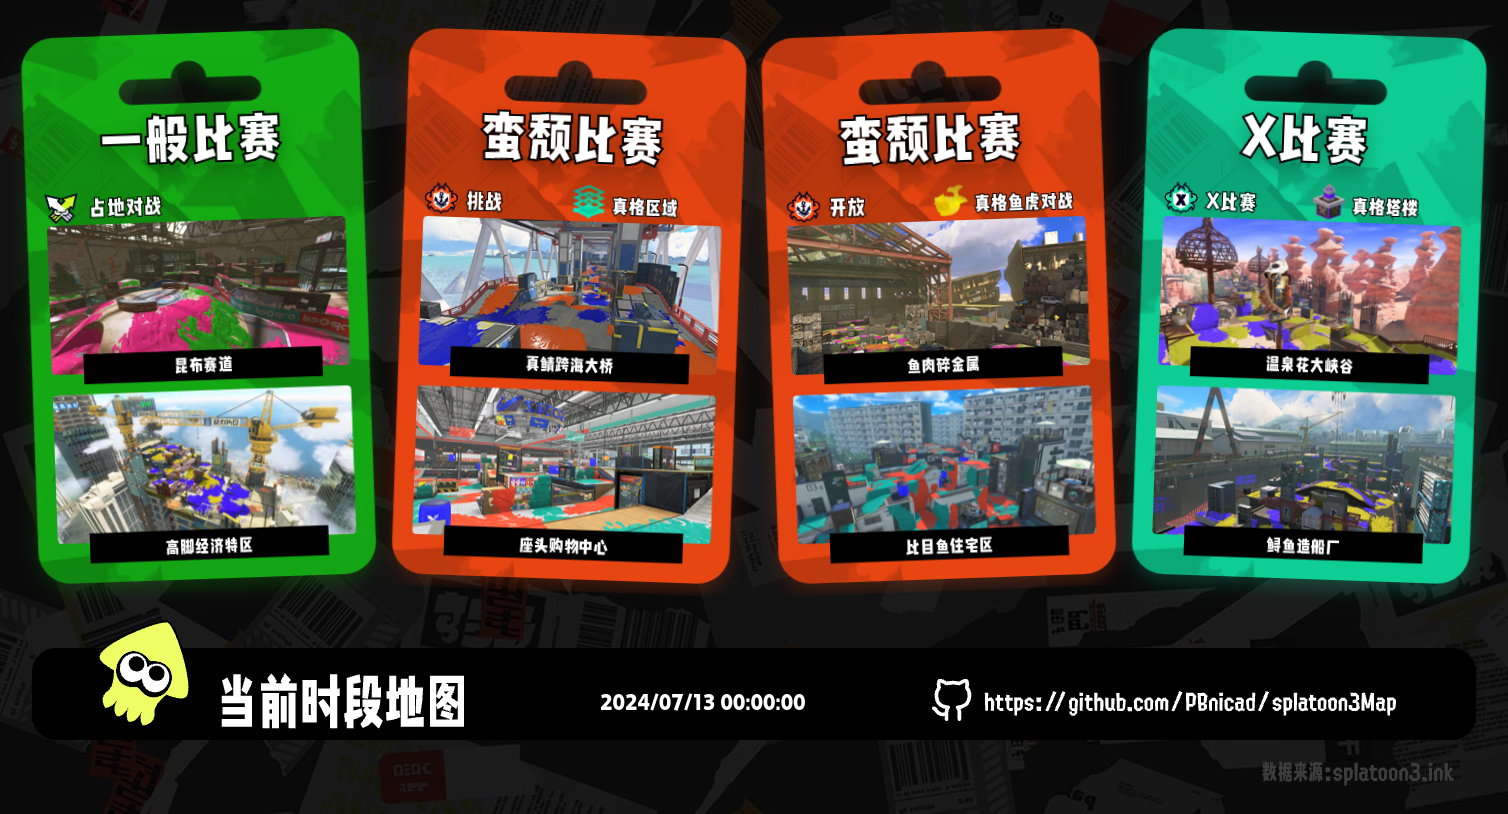 一般比赛
占地对战
昆布赛道
高脚经济特区
蛮颓比赛
挑战
真格区域
真鲭跨海大桥
座头购物中心
蛮颓比赛
开放
真格鱼虎对战
鱼肉碎金属
比目鱼住宅区
X比赛
X比赛
真格塔楼
温泉花大峡谷
鲟鱼造船厂
当前时段地图
2024/07/13 00:00:00
https://github.com/PBnicad/splatoon3Map
数据来源:splatoon3.ink